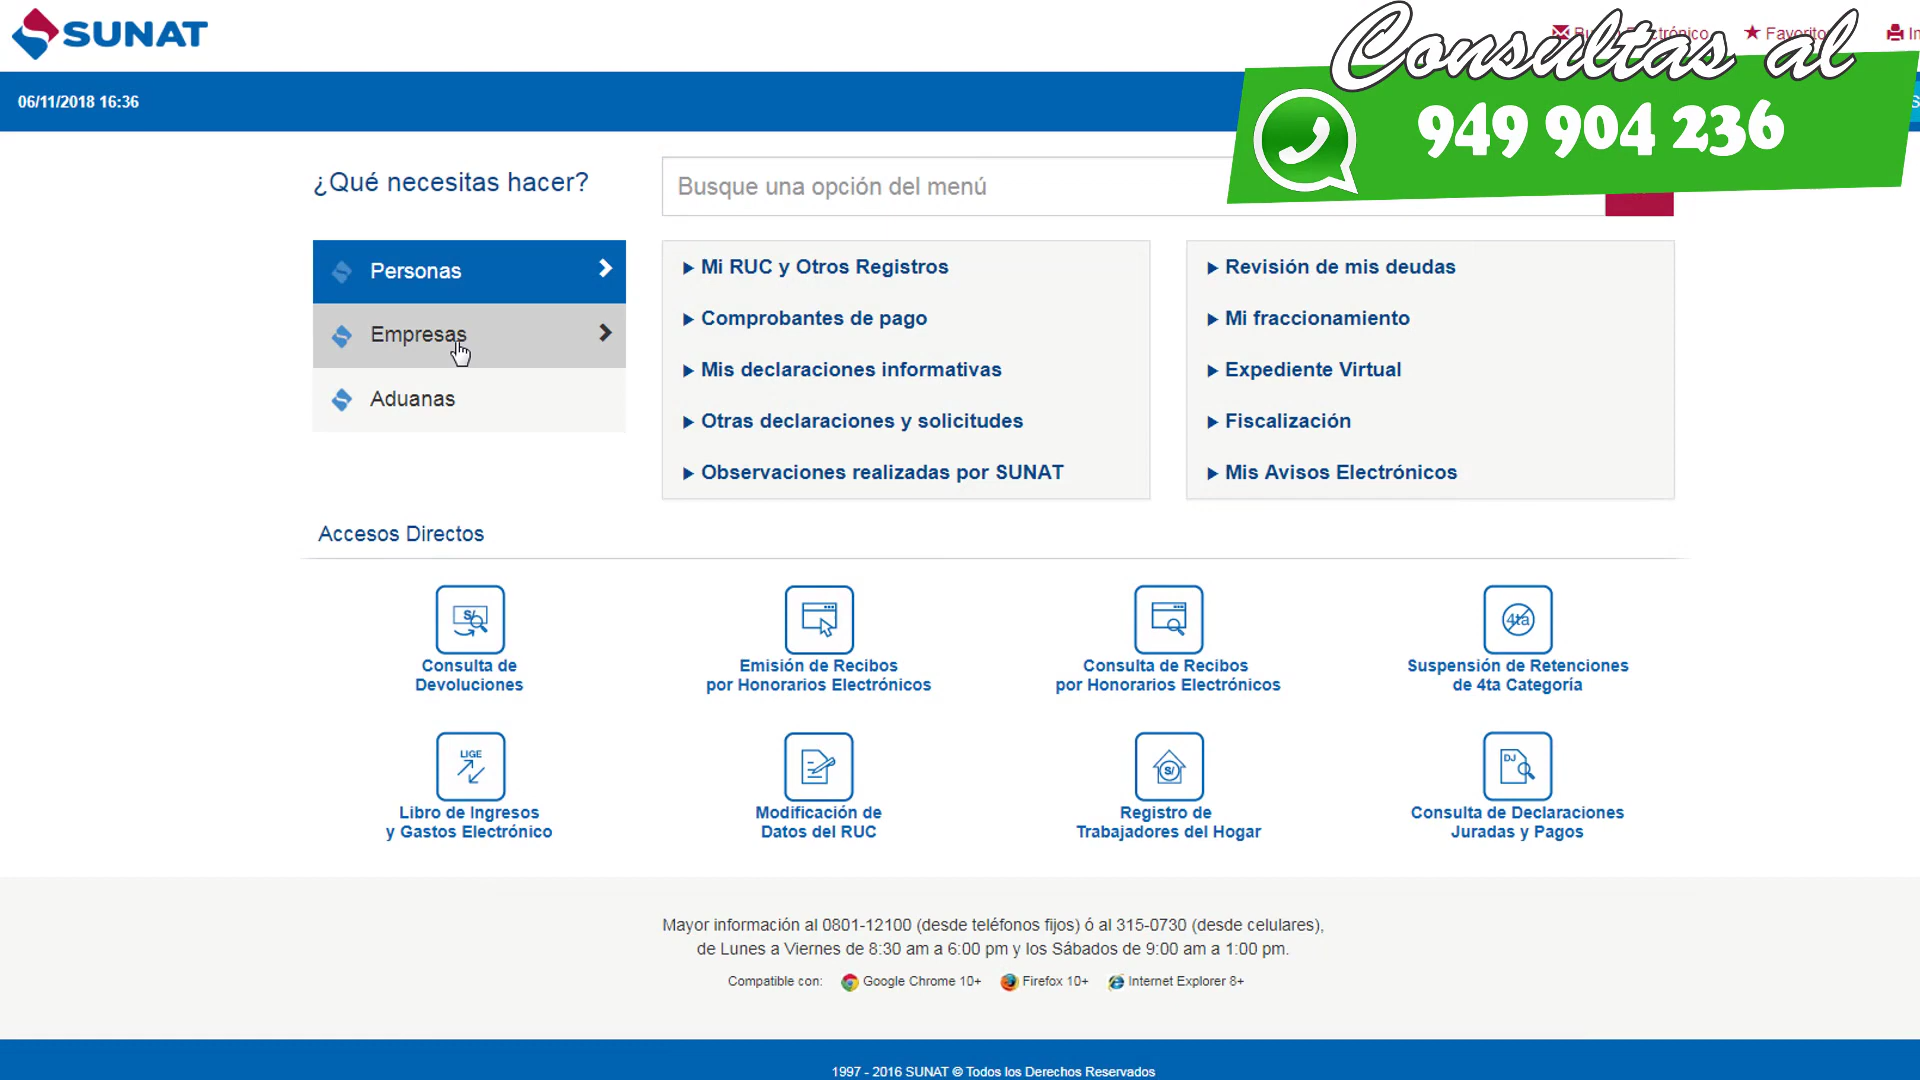 SUNAT
Consultas al
Favorito
06/11/2018 16:36
949 904 236
¿Qué necesitas hacer?
Busque una opción del menú
Personas
Empresas
Aduanas
Mi RUC y Otros Registros
Comprobantes de pago
Mis declaraciones informativas
Otras declaraciones y solicitudes
Observaciones realizadas por SUNAT
Revisión de mis deudas
Mi fraccionamiento
Expediente Virtual
Fiscalización
Mis Avisos Electrónicos
Accesos Directos
S/
Consulta de
Devoluciones
Emisión de Recibos
por Honorarios Electrónicos
Consulta de Recibos
por Honorarios Electrónicos
4ta
Suspensión de Retenciones
de 4ta Categoría
LIGE
Libro de Ingresos
y Gastos Electrónico
Modificación de
Datos del RUC
S/
Registro de
Trabajadores del Hogar
DJ
Consulta de Declaraciones
Juradas y Pagos
Mayor información al 0801-12100 (desde teléfonos fijos) ó al 315-0730 (desde celulares),
de Lunes a Viernes de 8:30 am a 6:00 pm y los Sábados de 9:00 am a 1:00 pm.
Compatible con: Google Chrome 10+ Firefox 10+ Internet Explorer 8+
1997 - 2016 SUNAT © Todos los Derechos Reservados